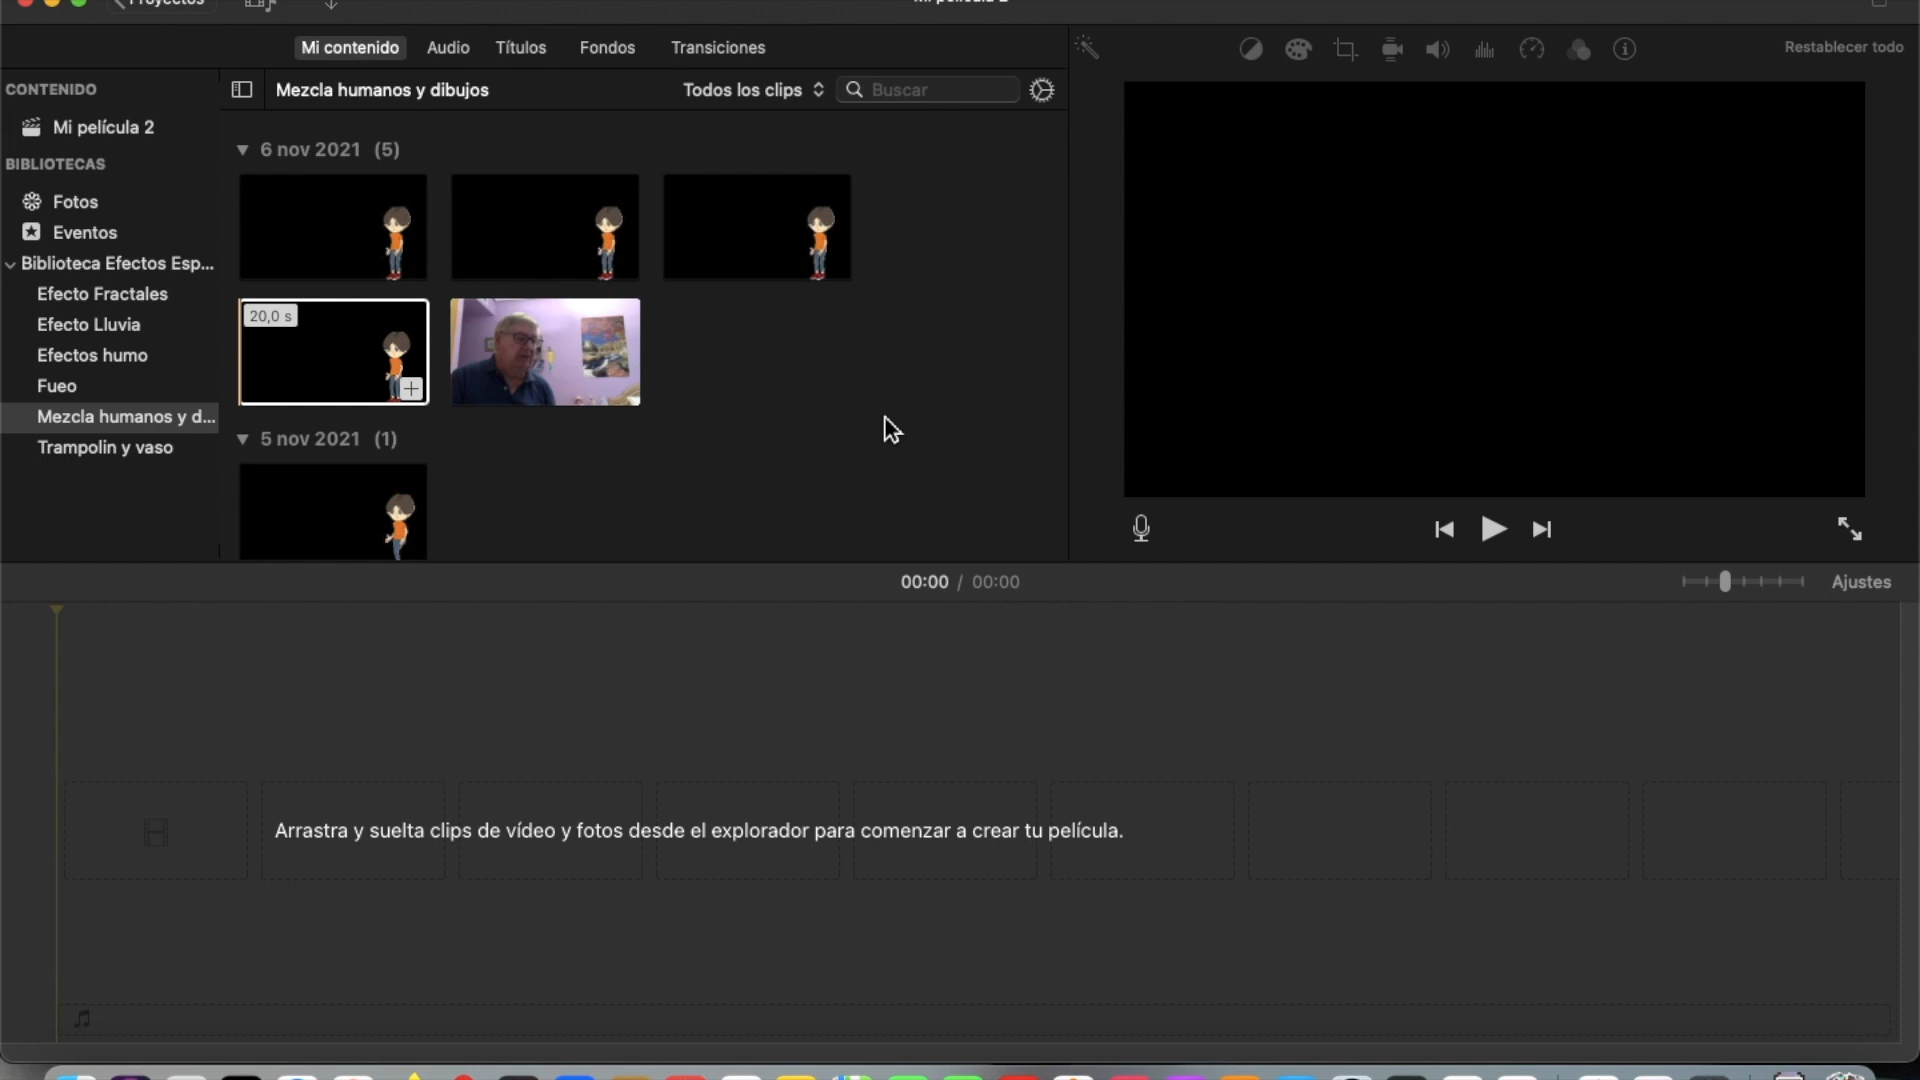 Proyectos
Mi película 2
Mi contenido
Audio
Títulos
Fondos
Transiciones
Restablecer todo
CONTENIDO
Mi película 2
BIBLIOTECAS
Fotos
Eventos
Biblioteca Efectos Esp...
Efecto Fractales
Efecto Lluvia
Efectos humo
Fueo
Mezcla humanos y d...
Trampolin y vaso
Mezcla humanos y dibujos
Todos los clips
Buscar
6 nov 2021 (5)
20,0 s
5 nov 2021 (1)
00:00 / 00:00
Ajustes
Arrastra y suelta clips de vídeo y fotos desde el explorador para comenzar a crear tu película.